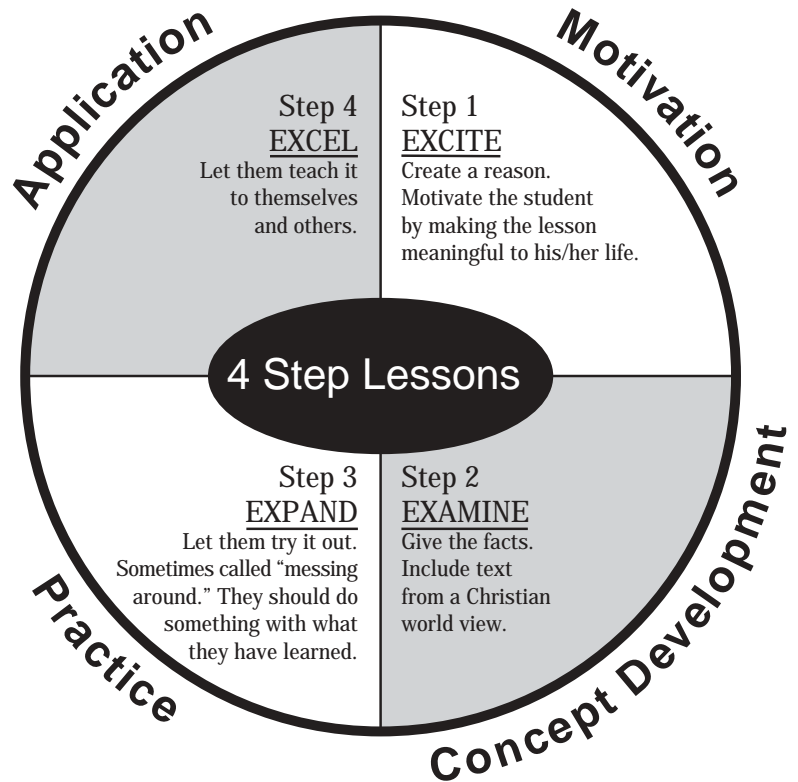 Motivation
Step 1
EXCITE
Create a reason.
Motivate the student
by making the lesson
meaningful to his/her life.
Concept Development
Step 2
EXAMINE
Give the facts.
Include text
from a Christian
world view.
Practice
Step 3
EXPAND
Let them try it out.
Sometimes called “messing
around.” They should do
something with what
they have learned.
Application
Step 4
EXCEL
Let them teach it
to themselves
and others.
4 Step Lessons